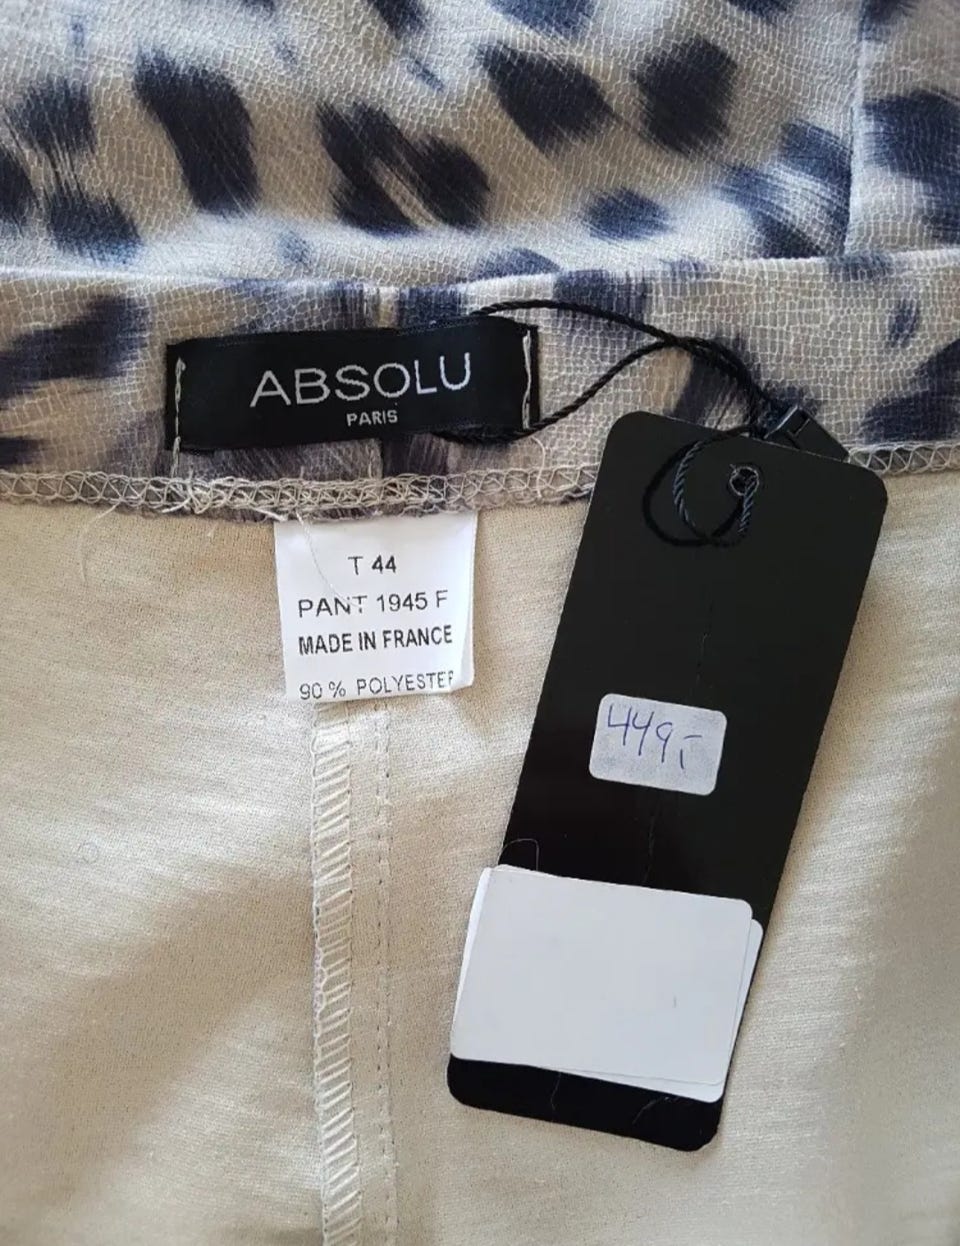 ABSOLU
PARIS
T 44
PANT 1945 F
MADE IN FRANCE
90 % POLYESTER
449,-